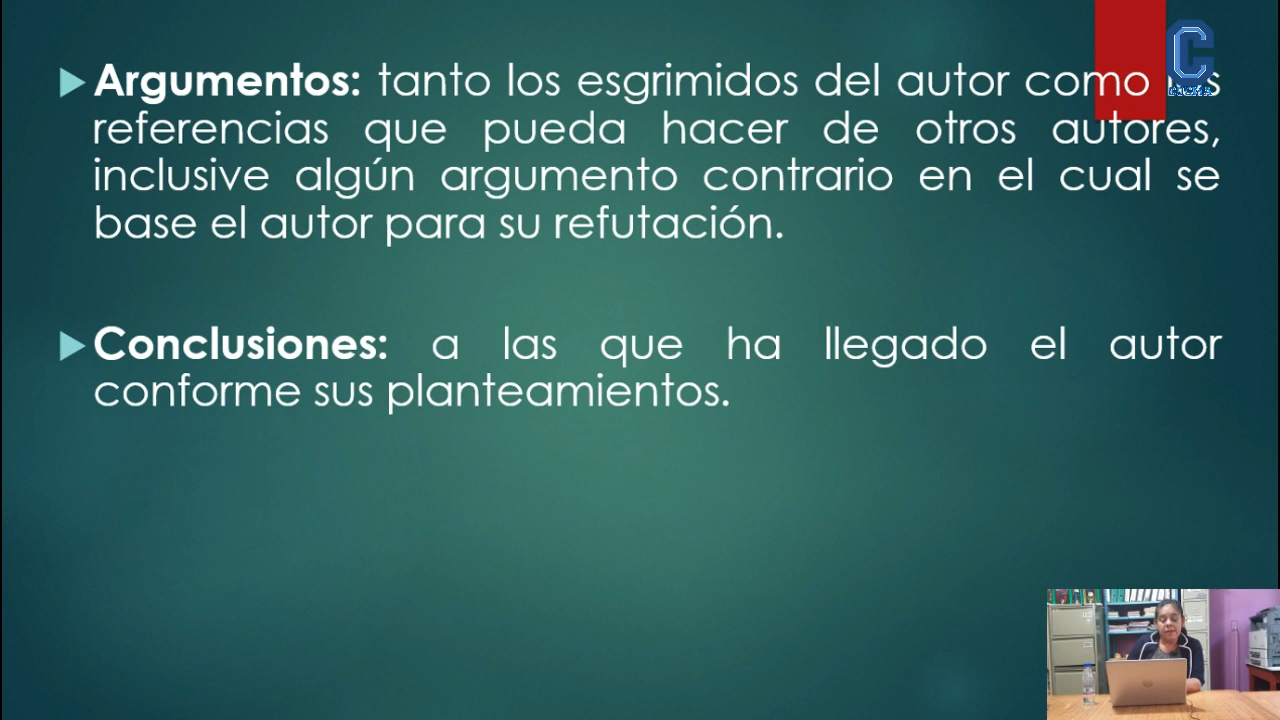 Argumentos: tanto los esgrimidos del autor como
referencias que pueda hacer de otros autores,
inclusive algún argumento contrario en el cual se
base el autor para su refutación.
Conclusiones: a las que ha llegado el autor
conforme sus planteamientos.
C